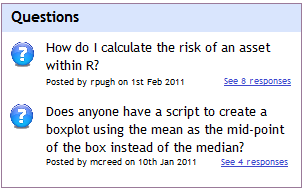 Questions
How do I calculate the risk of an asset
within R?
Posted by rpugh on 1st Feb 2011 See 8 responses
Does anyone have a script to create a
boxplot using the mean as the mid-point
of the box instead of the median?
Posted by mcreed on 10th Jan 2011 See 4 responses